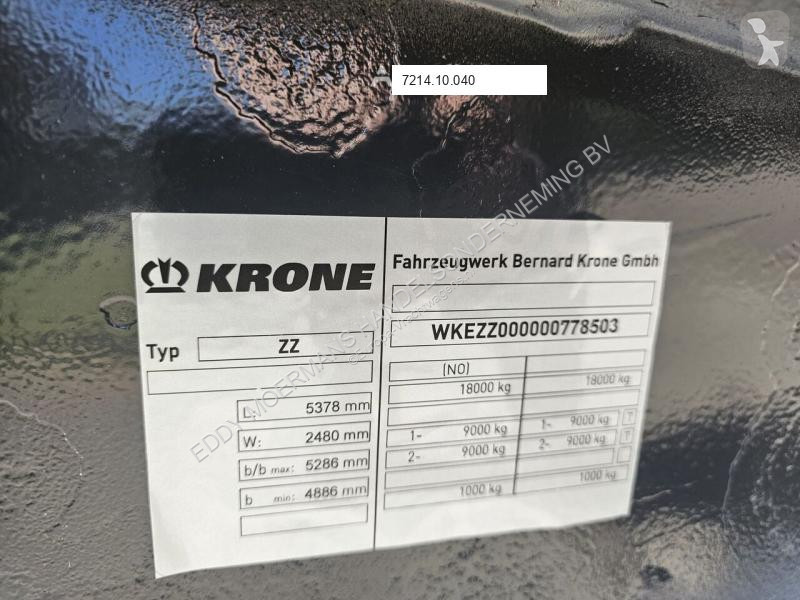 7214.10.040
KRONE
Fahrzeugwerk Bernard Krone Gmbh
Typ ZZ
WKEZZ000000778503
(NO)
18000 kg 18000 kg
L: 5378 mm
W: 2480 mm
b/b max: 5286 mm
b min: 4886 mm
1- 9000 kg 1- 9000 kg T
2- 9000 kg 2- 9000 kg T
1000 kg 1000 kg
EDDY MOERMANS HANDELSONDERNEMING BV